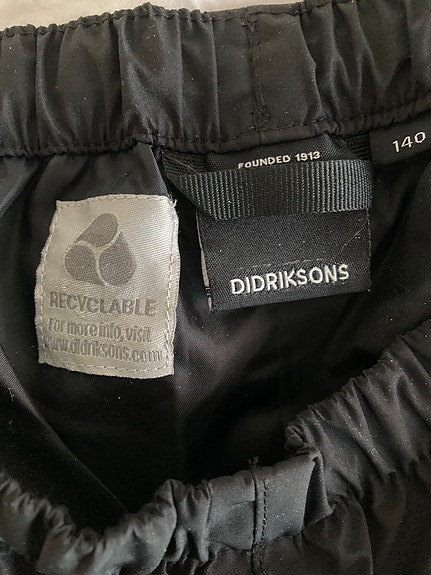 FOUNDED 1913
140
DIDRIKSONS
RECYCLABLE
For more info, visit
www.didriksons.com